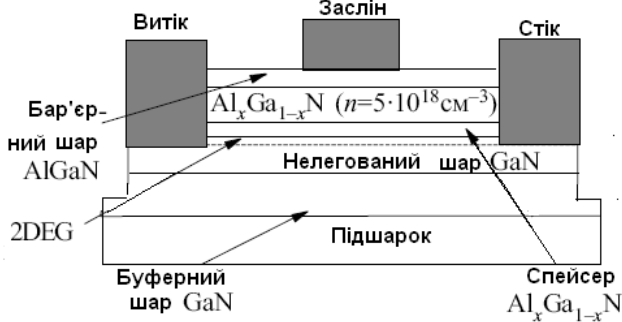 Витік
Заслін
Стік
Бар'єр-
ний шар
AlGaN
AlₓGa₁₋ₓN (n=5·10¹⁸см⁻³)
Нелегований шар GaN
2DEG
Підшарок
Буферний
шар GaN
Спейсер
AlₓGa₁₋ₓN